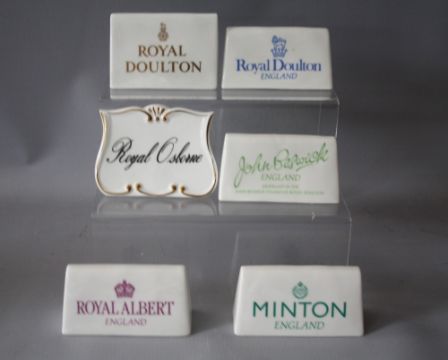 ROYAL
DOULTON
Royal Doulton
ENGLAND
Royal Osborne
John Beswick
ENGLAND
ROYAL ALBERT
ENGLAND
MINTON
ENGLAND